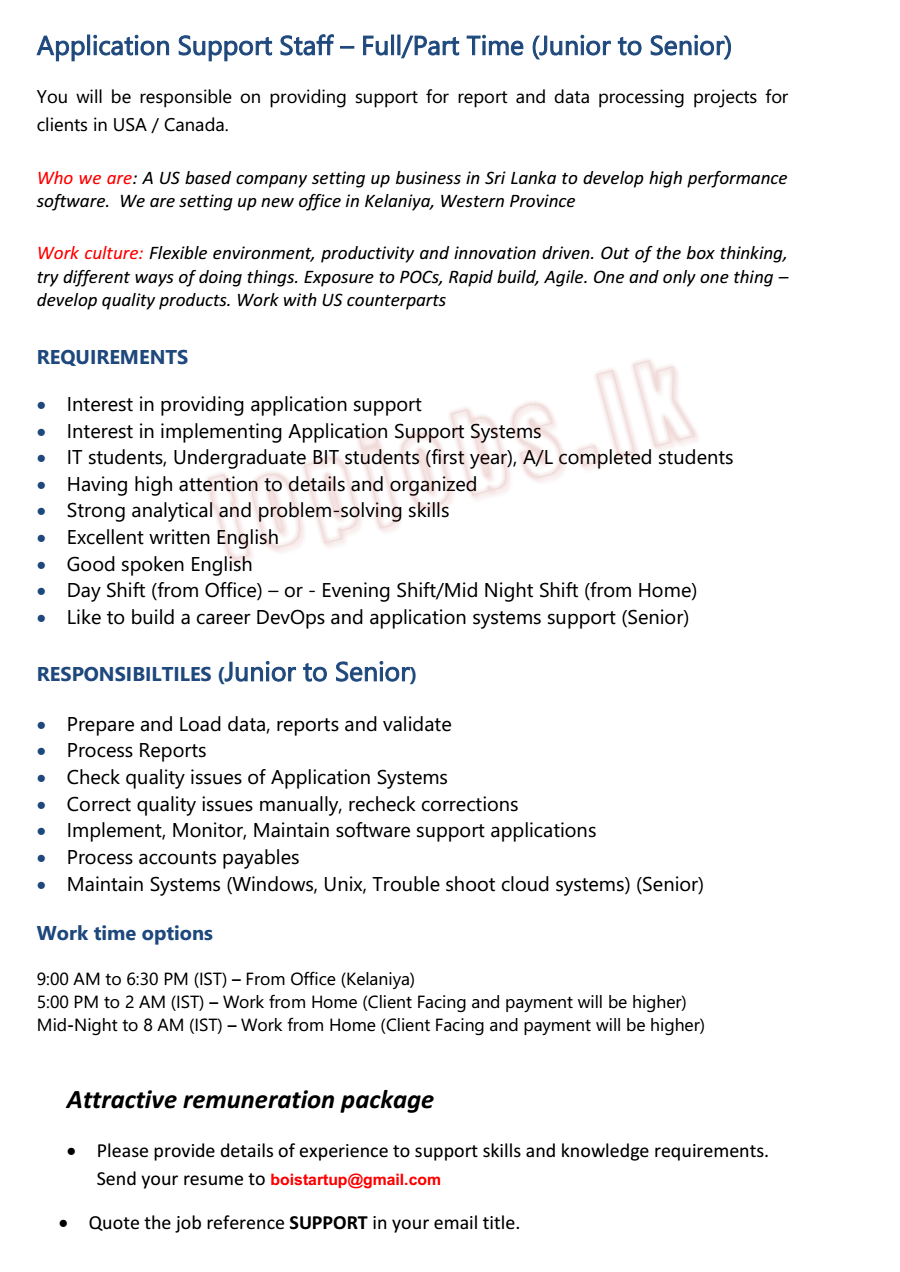 Application Support Staff – Full/Part Time (Junior to Senior)
You will be responsible on providing support for report and data processing projects for
clients in USA / Canada.
Who we are: A US based company setting up business in Sri Lanka to develop high performance
software.  We are setting up new office in Kelaniya, Western Province
Work culture: Flexible environment, productivity and innovation driven. Out of the box thinking,
try different ways of doing things. Exposure to POCs, Rapid build, Agile. One and only one thing –
develop quality products. Work with US counterparts
REQUIREMENTS
• Interest in providing application support
• Interest in implementing Application Support Systems
• IT students, Undergraduate BIT students (first year), A/L completed students
• Having high attention to details and organized
• Strong analytical and problem-solving skills
• Excellent written English
• Good spoken English
• Day Shift (from Office) – or - Evening Shift/Mid Night Shift (from Home)
• Like to build a career DevOps and application systems support (Senior)
topjobs.lk
RESPONSIBILTILES (Junior to Senior)
• Prepare and Load data, reports and validate
• Process Reports
• Check quality issues of Application Systems
• Correct quality issues manually, recheck corrections
• Implement, Monitor, Maintain software support applications
• Process accounts payables
• Maintain Systems (Windows, Unix, Trouble shoot cloud systems) (Senior)
Work time options
9:00 AM to 6:30 PM (IST) – From Office (Kelaniya)
5:00 PM to 2 AM (IST) – Work from Home (Client Facing and payment will be higher)
Mid-Night to 8 AM (IST) – Work from Home (Client Facing and payment will be higher)
Attractive remuneration package
• Please provide details of experience to support skills and knowledge requirements.
Send your resume to boistartup@gmail.com
• Quote the job reference SUPPORT in your email title.